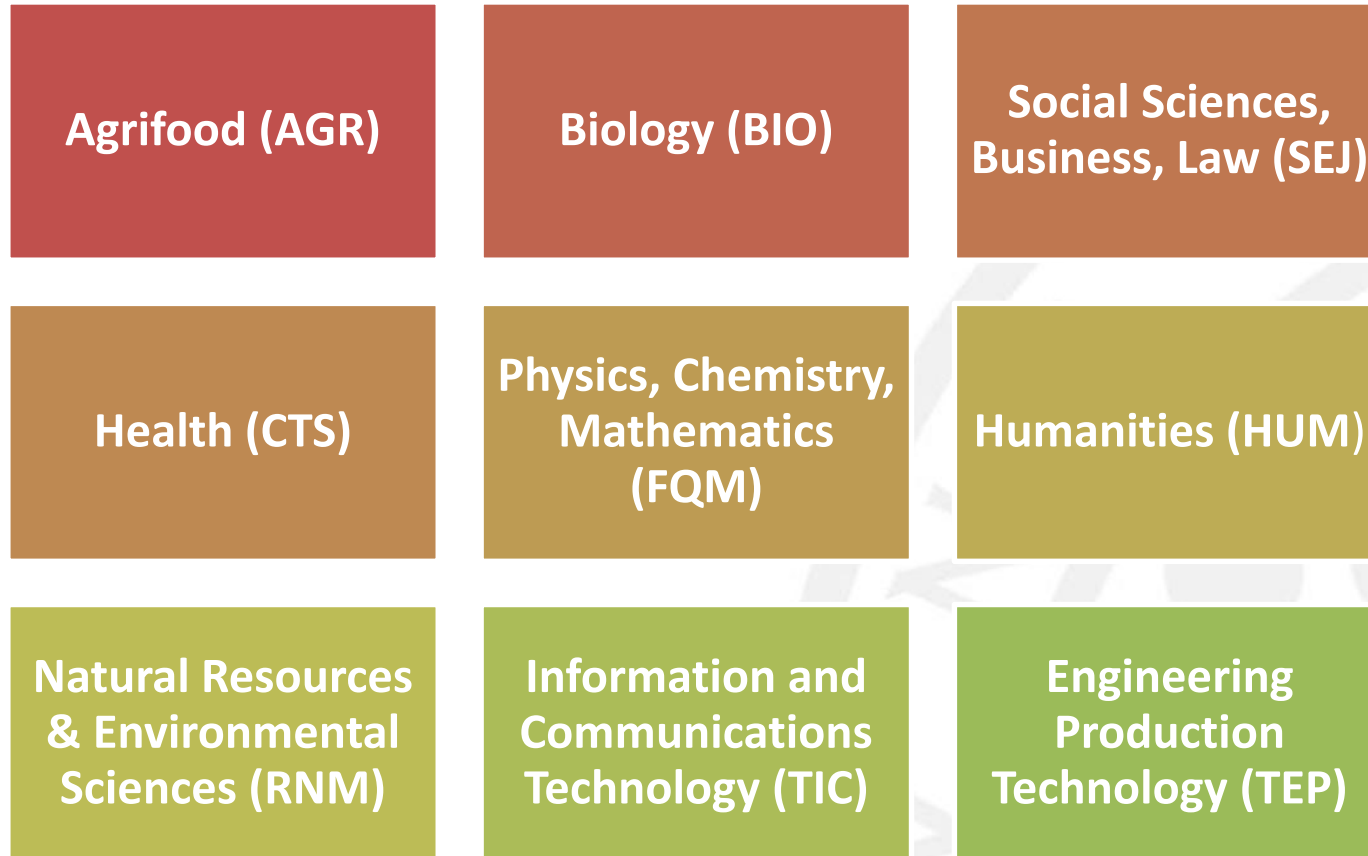 Agrifood (AGR)
Biology (BIO)
Social Sciences,
Business, Law (SEJ)
Health (CTS)
Physics, Chemistry,
Mathematics
(FQM)
Humanities (HUM)
Natural Resources
& Environmental
Sciences (RNM)
Information and
Communications
Technology (TIC)
Engineering
Production
Technology (TEP)